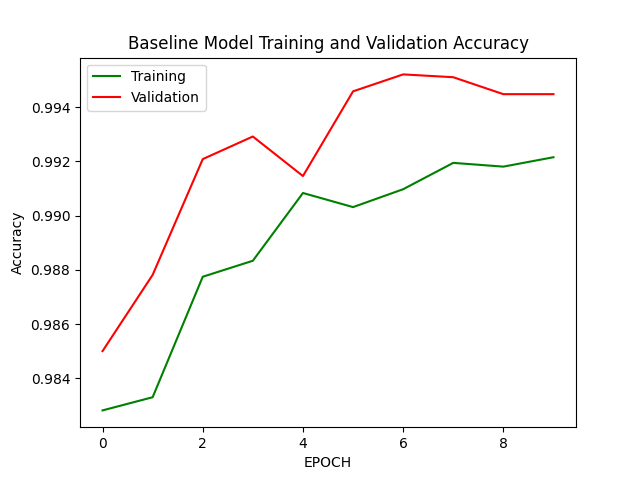 Baseline Model Training and Validation Accuracy
Training
Validation
0.994
0.992
0.990
0.988
0.986
0.984
Accuracy
0 2 4 6 8
EPOCH